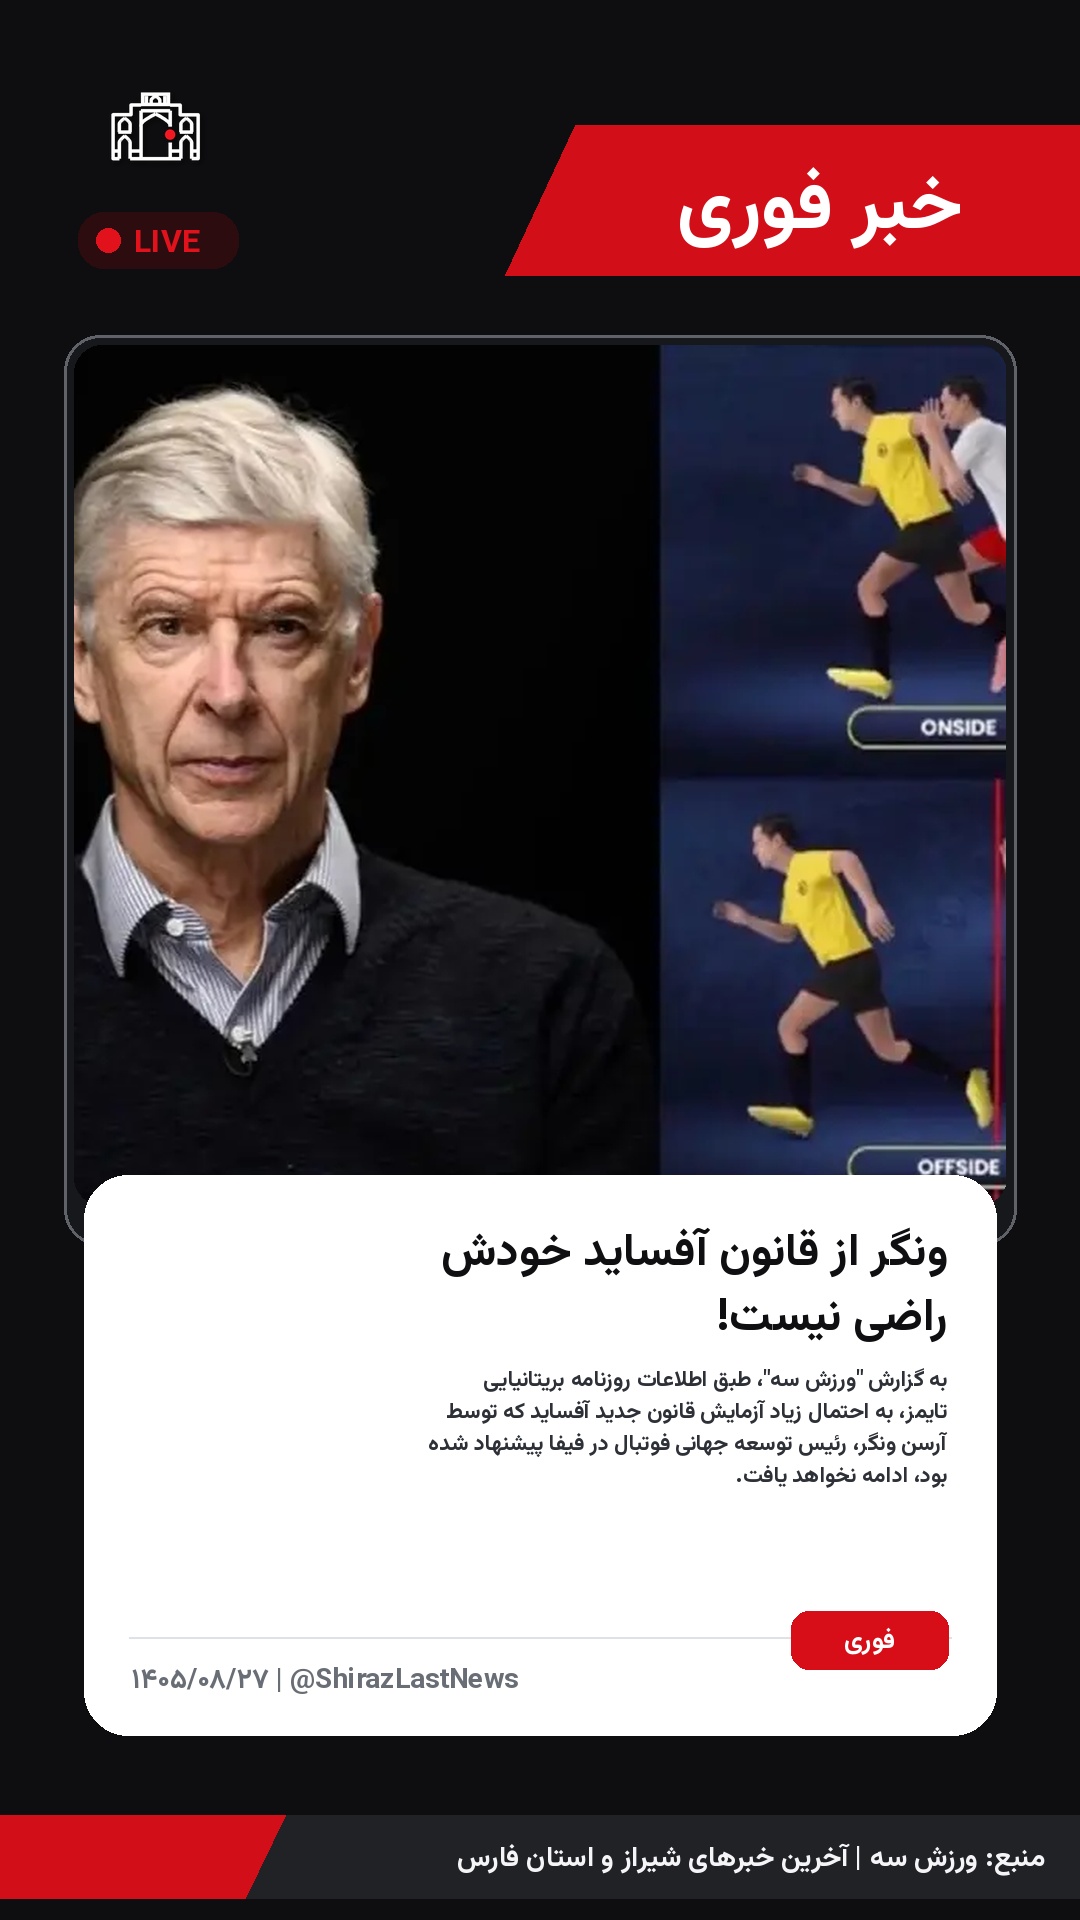 خبر فوری
LIVE
ONSIDE
OFFSIDE
ونگر از قانون آفساید خودش
راضی نیست!
به گزارش "ورزش سه"، طبق اطلاعات روزنامه بریتانیایی
تایمز، به احتمال زیاد آزمایش قانون جدید آفساید که توسط
آرسن ونگر، رئیس توسعه جهانی فوتبال در فیفا پیشنهاد شده
بود، ادامه نخواهد یافت.
فوری
۱۴۰۵/۰۸/۲۷ | @ShirazLastNews
منبع: ورزش سه | آخرین خبرهای شیراز و استان فارس